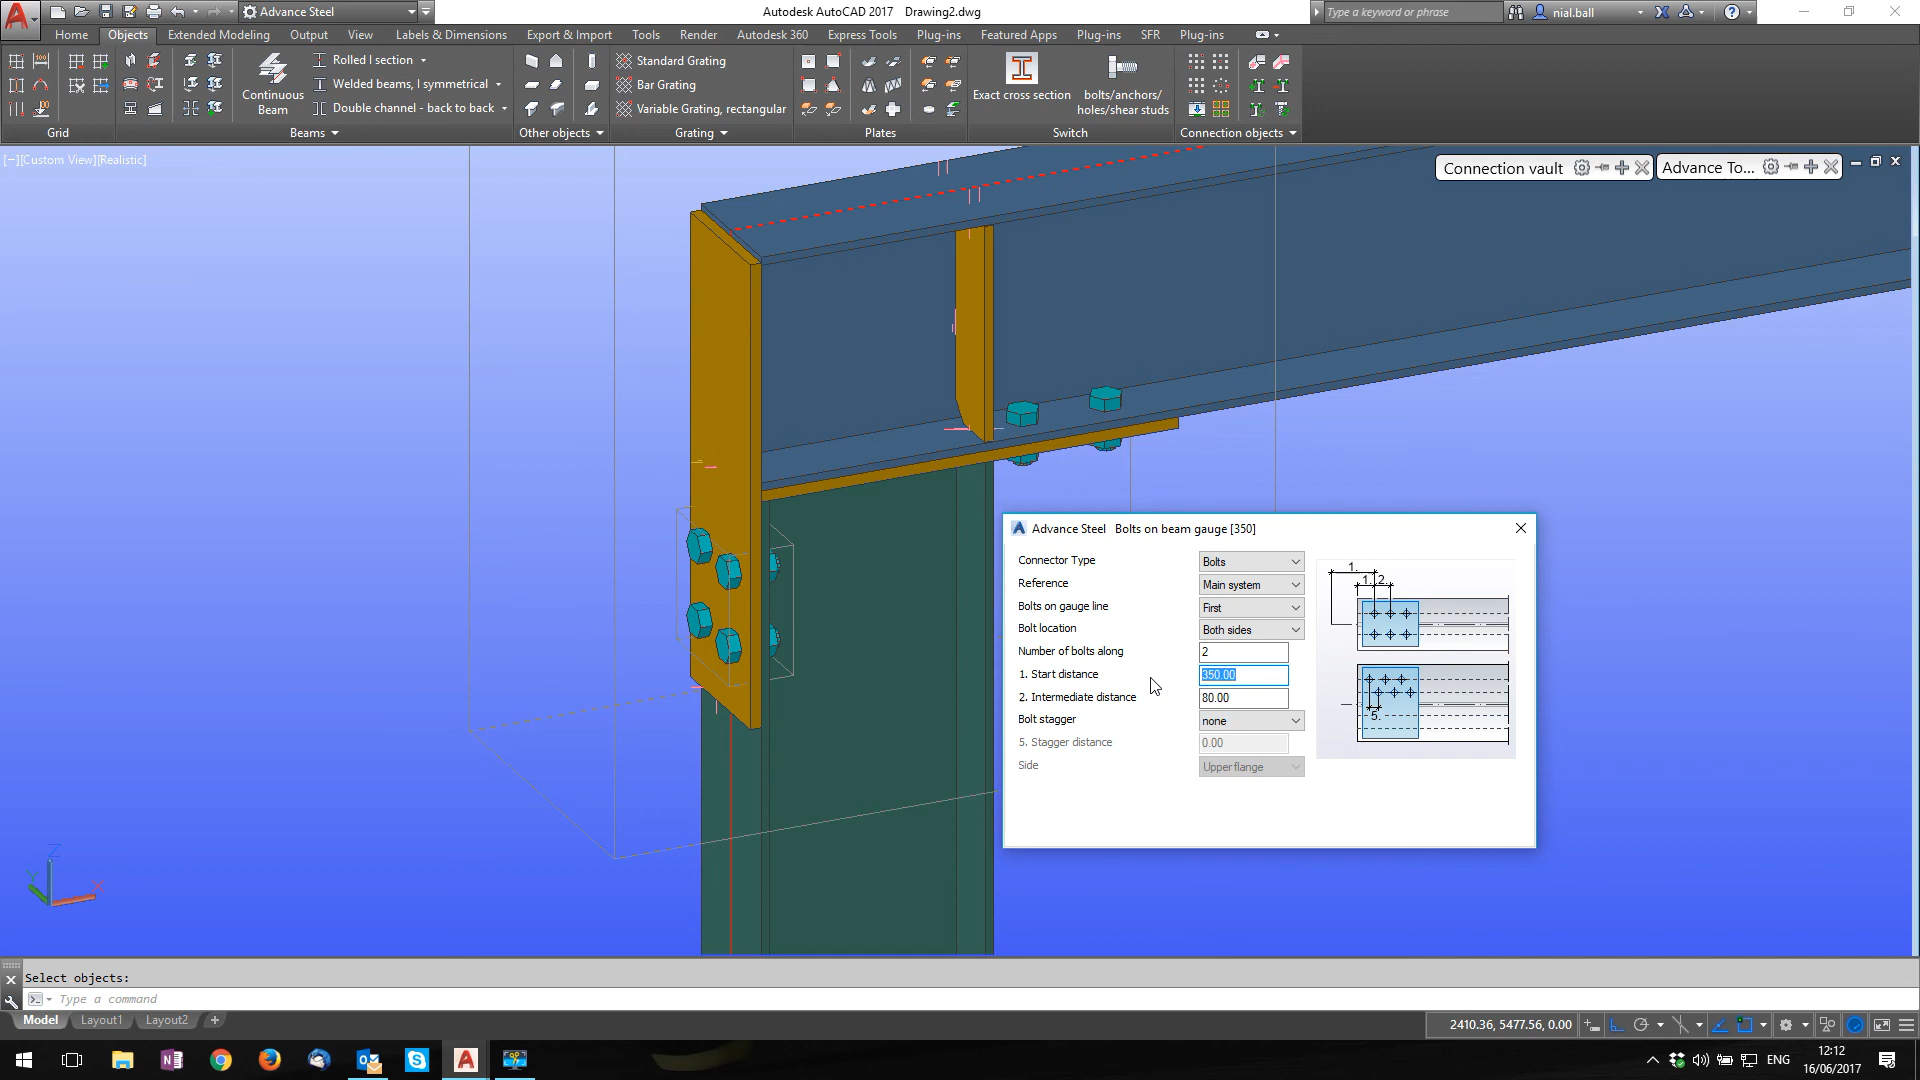 Advance Steel
Autodesk AutoCAD 2017 Drawing2.dwg
Type a keyword or phrase
nial.ball
Home Objects Extended Modeling Output View Labels & Dimensions Export & Import Tools Render Autodesk 360 Express Tools Plug-ins Featured Apps Plug-ins SFR Plug-ins
Continuous Beam
Rolled I section
Welded beams, I symmetrical
Double channel - back to back
Standard Grating
Bar Grating
Variable Grating, rectangular
Exact cross section
bolts/anchors/
holes/shear studs
Grid Beams Other objects Grating Plates Switch Connection objects
[−][Custom View][Realistic]
Connection vault
Advance To...
Advance Steel Bolts on beam gauge [350]
Connector Type Bolts
Reference Main system
Bolts on gauge line First
Bolt location Both sides
Number of bolts along 2
1. Start distance 350.00
2. Intermediate distance 80.00
Bolt stagger none
5. Stagger distance 0.00
Side Upper flange
1.
1. 2.
5.
Z
Y
X
Select objects:
Type a command
Model Layout1 Layout2 +
2410.36, 5477.56, 0.00
ENG
12:12
16/06/2017